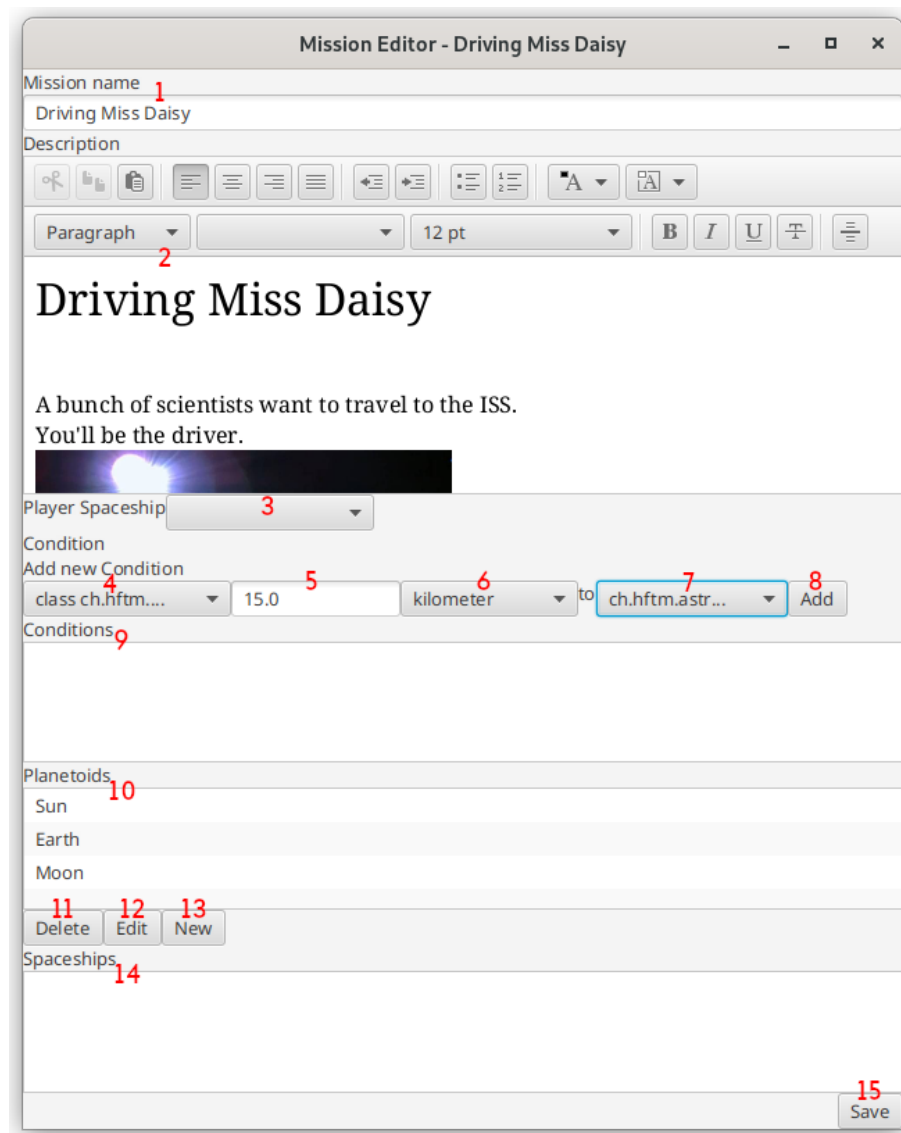 Mission Editor - Driving Miss Daisy
Mission name
1
Driving Miss Daisy
Description
A A
Paragraph 12 pt B I U T
2
Driving Miss Daisy
A bunch of scientists want to travel to the ISS.
You'll be the driver.
Player Spaceship 3
Condition
Add new Condition
4 5 6 7 8
class ch.hftm.... 15.0 kilometer to ch.hftm.astr... Add
Conditions
9
Planetoids
10
Sun
Earth
Moon
11 12 13
Delete Edit New
Spaceships
14
15
Save